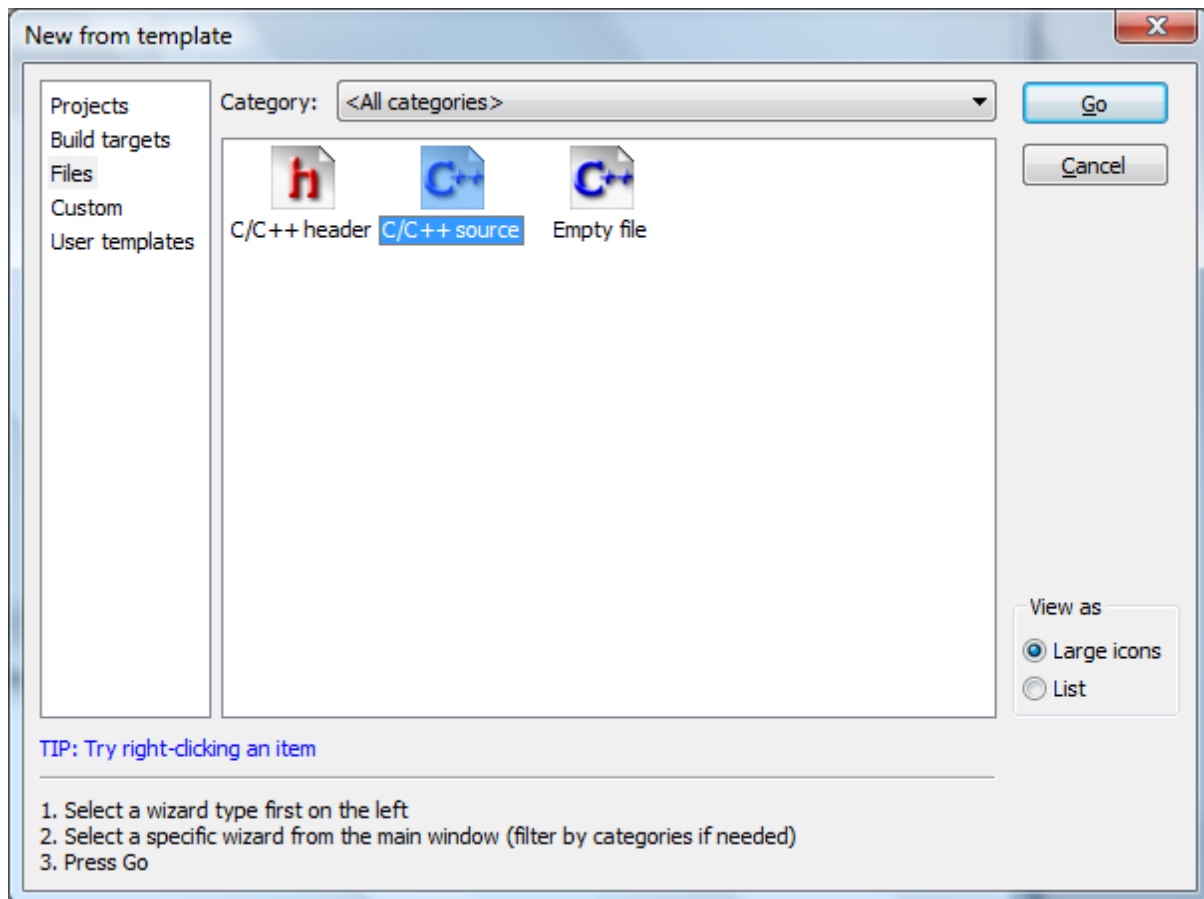 New from template
X
Projects
Build targets
Files
Custom
User templates
Category: <All categories>
h
C++
C++
C/C++ header C/C++ source Empty file
Go
Cancel
View as
Large icons
List
TIP: Try right-clicking an item
1. Select a wizard type first on the left
2. Select a specific wizard from the main window (filter by categories if needed)
3. Press Go